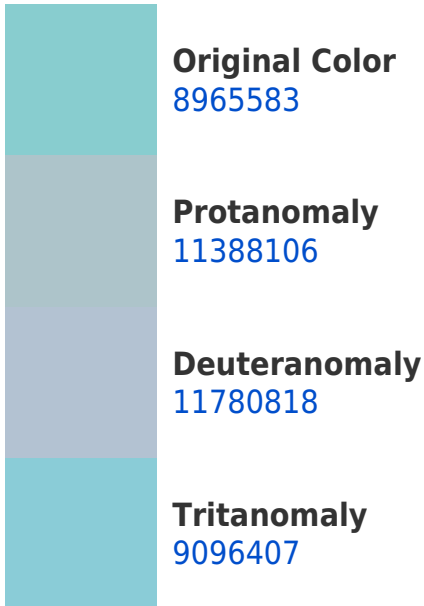 Original Color
8965583
Protanomaly
11388106
Deuteranomaly
11780818
Tritanomaly
9096407